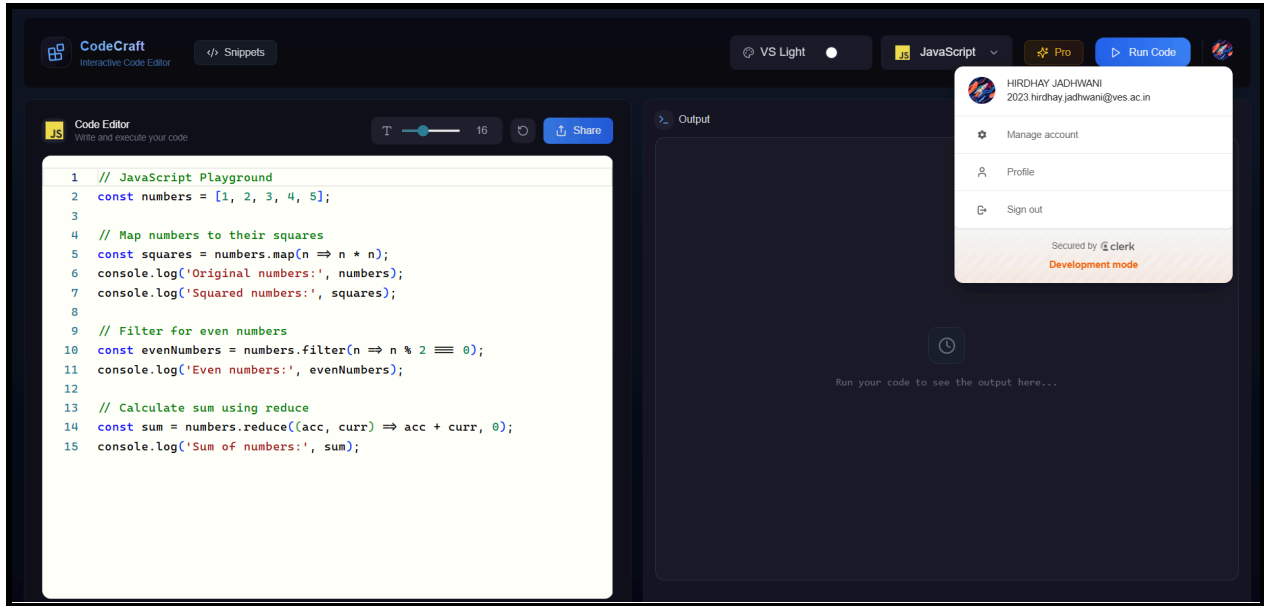 CodeCraft
Interactive Code Editor
</> Snippets
VS Light
JS JavaScript
Pro
Run Code
HIRDHAY JADHWANI
2023.hirdhay.jadhwani@ves.ac.in
Manage account
Profile
Sign out
Secured by clerk
Development mode
JS
Code Editor
Write and execute your code
T 16
Share
1 // JavaScript Playground
2 const numbers = [1, 2, 3, 4, 5];
3
4 // Map numbers to their squares
5 const squares = numbers.map(n => n * n);
6 console.log('Original numbers:', numbers);
7 console.log('Squared numbers:', squares);
8
9 // Filter for even numbers
10 const evenNumbers = numbers.filter(n => n % 2 === 0);
11 console.log('Even numbers:', evenNumbers);
12
13 // Calculate sum using reduce
14 const sum = numbers.reduce((acc, curr) => acc + curr, 0);
15 console.log('Sum of numbers:', sum);
>_ Output
Run your code to see the output here...